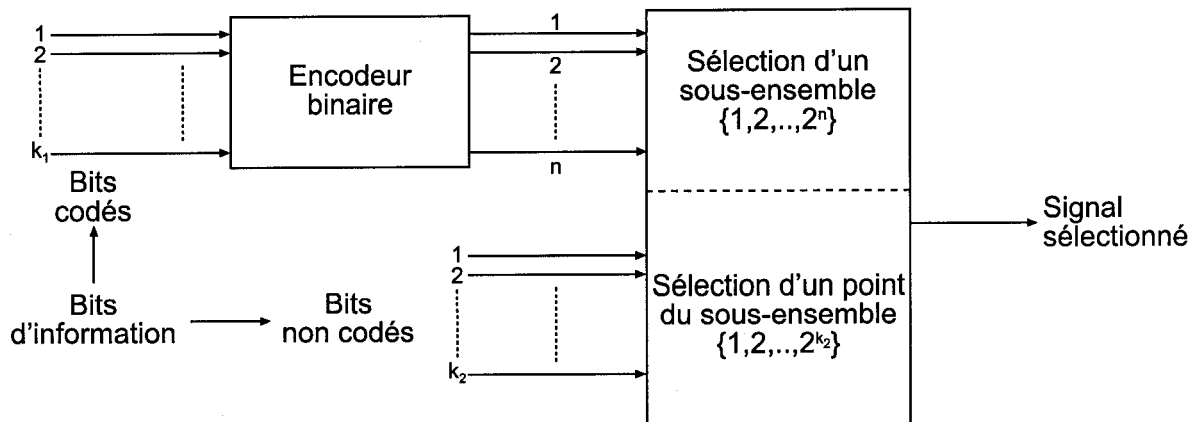 1
2
k₁
Encodeur
binaire
1
2
n
Sélection d'un
sous-ensemble
{1,2,..,2ⁿ}
Bits
codés
Bits
d'information
Bits
non codés
1
2
k₂
Sélection d'un point
du sous-ensemble
{1,2,..,2ᵏ²}
Signal
sélectionné